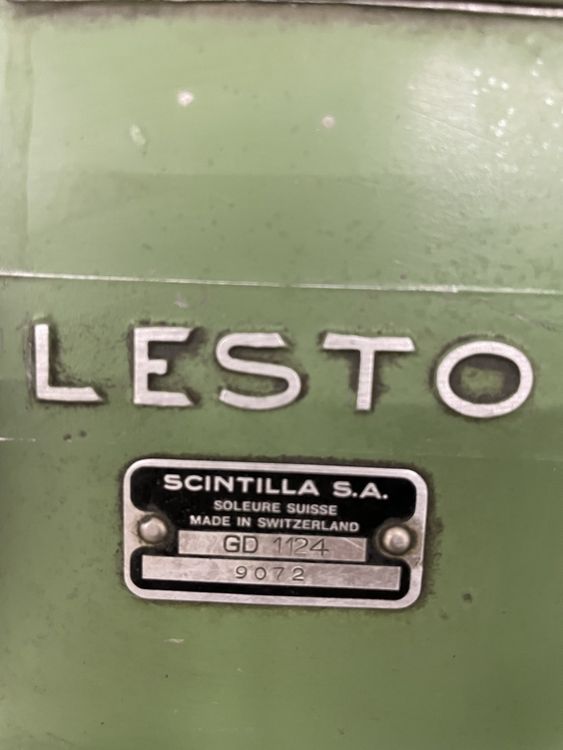 LESTO
SCINTILLA S.A.
SOLEURE SUISSE
MADE IN SWITZERLAND
GD 1124
9072